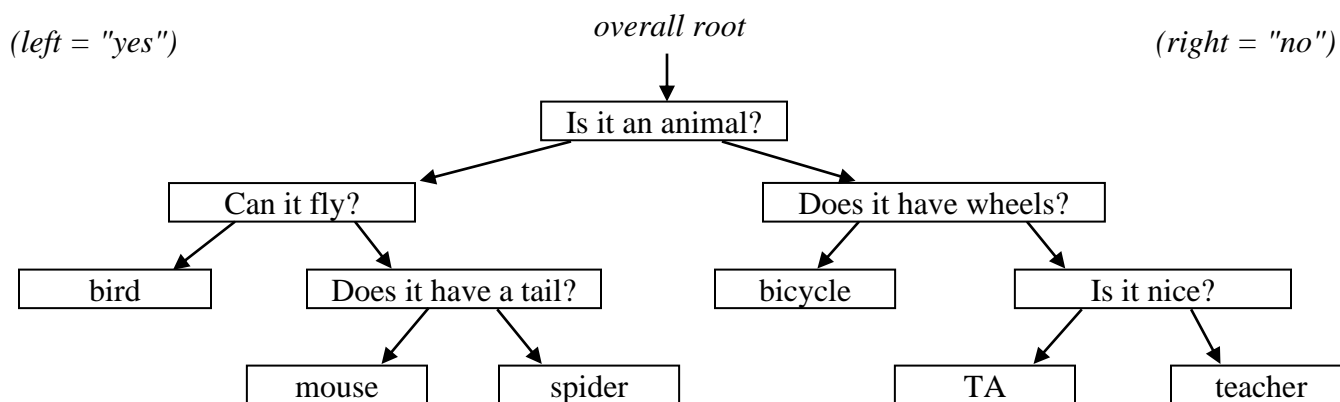 overall root
(left = "yes")
(right = "no")
Is it an animal?
Can it fly?
Does it have wheels?
bird
Does it have a tail?
bicycle
Is it nice?
mouse
spider
TA
teacher